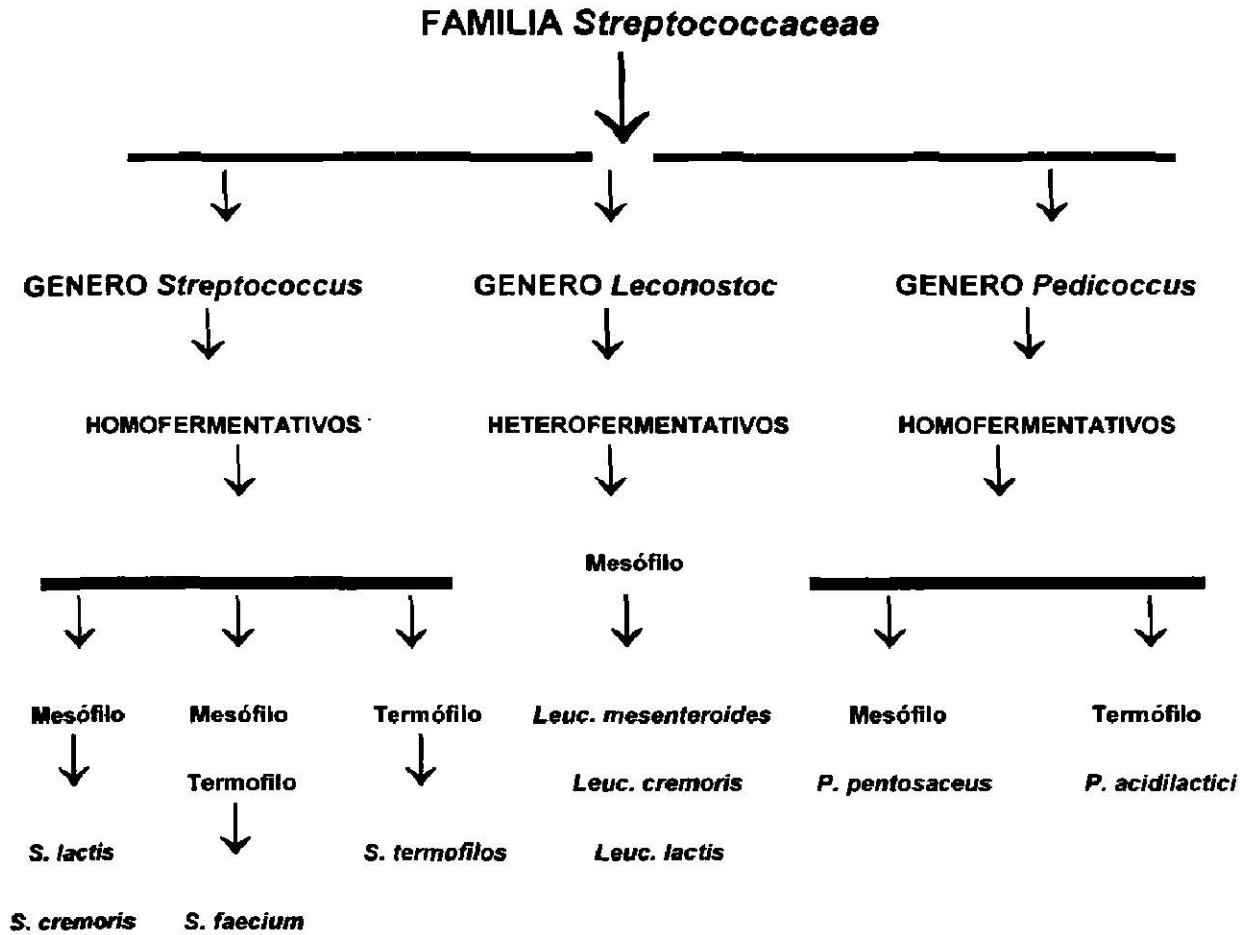 FAMILIA Streptococcaceae
GENERO Streptococcus GENERO Leconostoc GENERO Pedicoccus
HOMOFERMENTATIVOS HETEROFERMENTATIVOS HOMOFERMENTATIVOS
Mesófilo
Mesófilo Mesófilo Termófilo Leuc. mesenteroides Mesófilo Termófilo
Termofilo Leuc. cremoris P. pentosaceus P. acidilactici
S. lactis S. termofilos Leuc. lactis
S. cremoris S. faecium